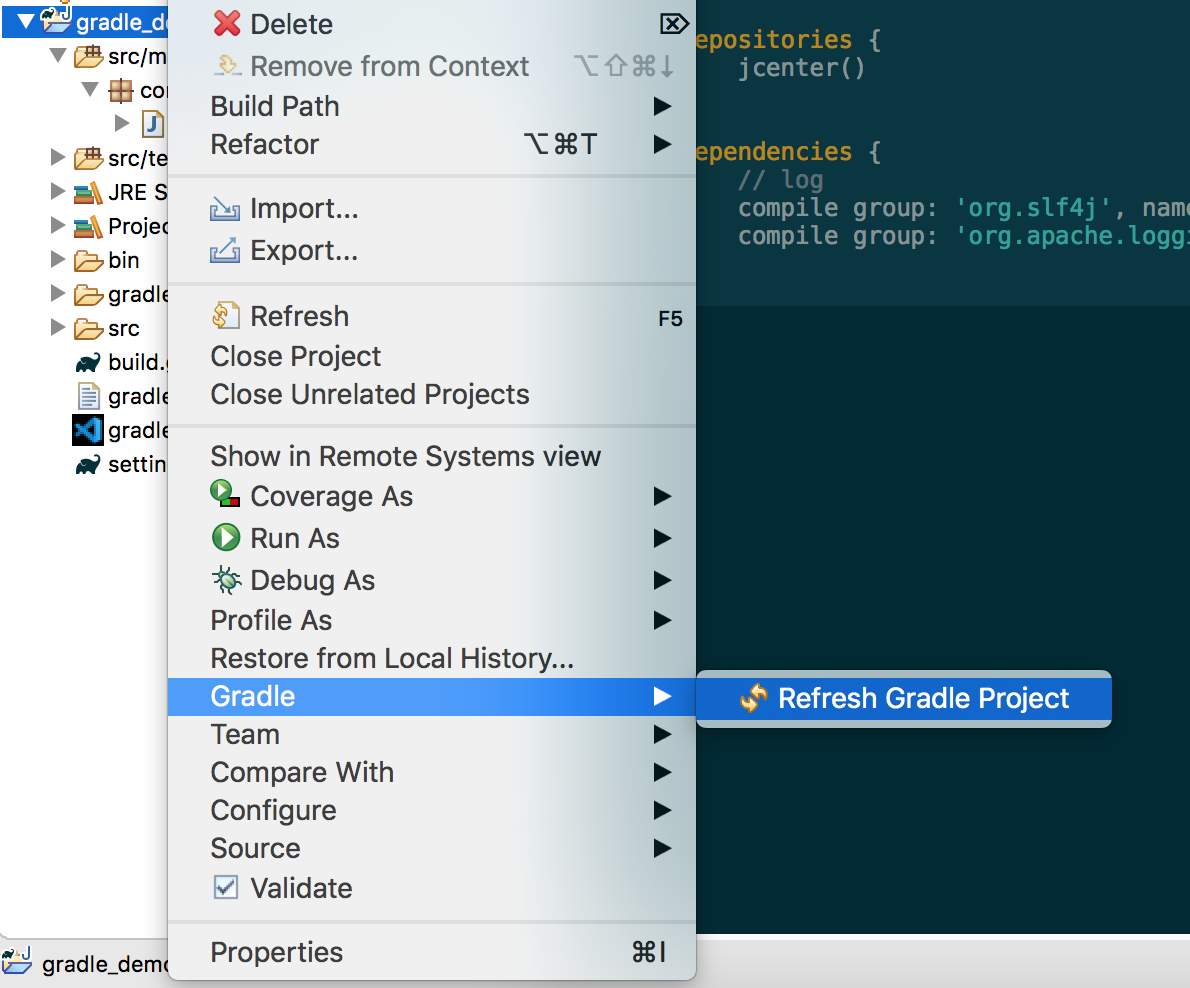 gradle_d
src/m
co
src/te
JRE S
Projec
bin
gradle
src
build.g
gradle
gradle
settin
gradle_demo
Delete ⌦
Remove from Context ⌥⇧⌘↓
Build Path
Refactor ⌥⌘T
Import...
Export...
Refresh F5
Close Project
Close Unrelated Projects
Show in Remote Systems view
Coverage As
Run As
Debug As
Profile As
Restore from Local History...
Gradle
Team
Compare With
Configure
Source
Validate
Properties ⌘I
Refresh Gradle Project
epositories {
jcenter()
ependencies {
// log
compile group: 'org.slf4j', name
compile group: 'org.apache.loggi